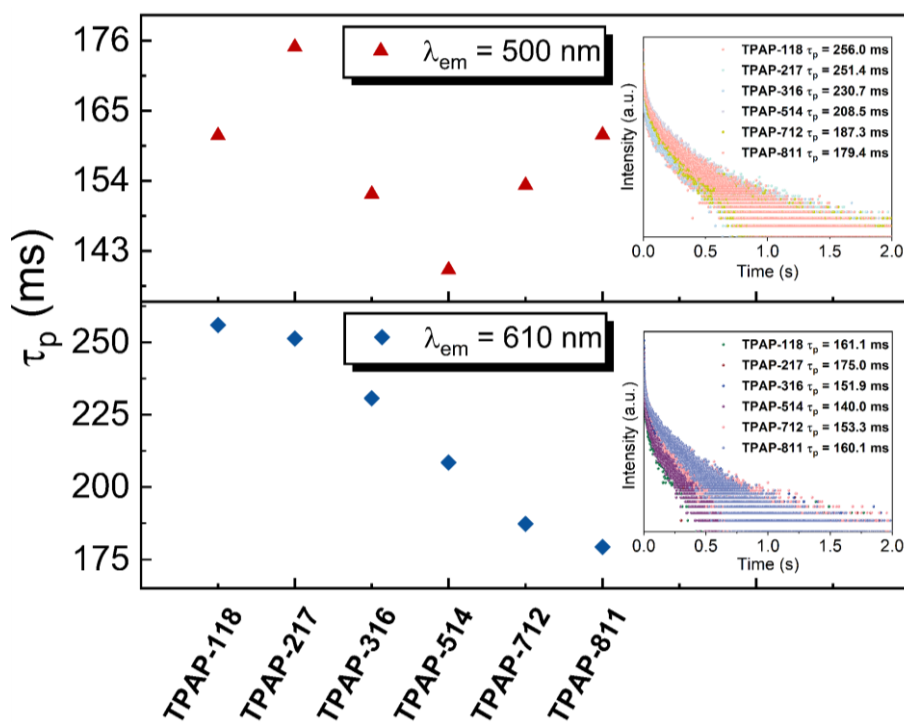 τp (ms)
176
165
154
143
λem = 500 nm
Intensity (a.u.)
TPAP-118 τp = 256.0 ms
TPAP-217 τp = 251.4 ms
TPAP-316 τp = 230.7 ms
TPAP-514 τp = 208.5 ms
TPAP-712 τp = 187.3 ms
TPAP-811 τp = 179.4 ms
0.0 0.5 1.0 1.5 2.0
Time (s)
250
225
200
175
λem = 610 nm
Intensity (a.u.)
TPAP-118 τp = 161.1 ms
TPAP-217 τp = 175.0 ms
TPAP-316 τp = 151.9 ms
TPAP-514 τp = 140.0 ms
TPAP-712 τp = 153.3 ms
TPAP-811 τp = 160.1 ms
0.0 0.5 1.0 1.5 2.0
Time (s)
TPAP-118
TPAP-217
TPAP-316
TPAP-514
TPAP-712
TPAP-811